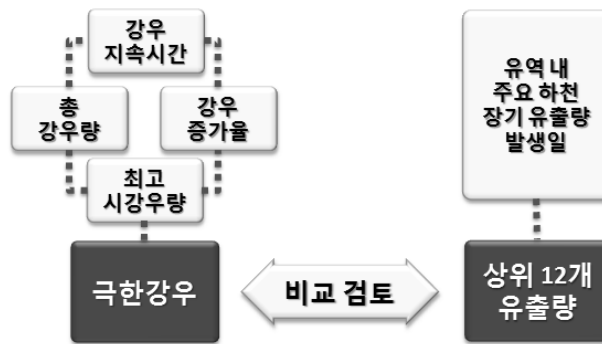 강우
지속시간
총
강우량
강우
증가율
최고
시강우량
극한강우
비교 검토
유역 내
주요 하천
장기 유출량
발생일
상위 12개
유출량